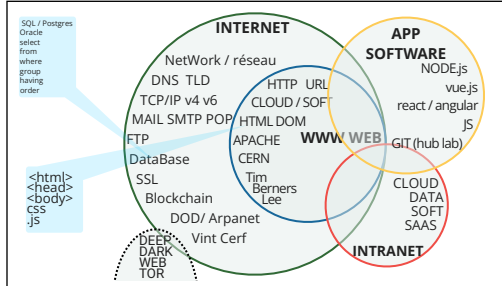 SQL / Postgres
Oracle
select
from
where
group
having
order
<html>
<head>
<body>
css
.js
INTERNET
NetWork / réseau
DNS TLD
TCP/IP v4 v6
MAIL SMTP POP
FTP
DataBase
SSL
Blockchain
DOD/ Arpanet
Vint Cerf
DEEP
DARK
WEB
TOR
HTTP URL
CLOUD / SOFT
HTML DOM
APACHE
WWW WEB
CERN
Tim
Berners
Lee
APP
SOFTWARE
NODE.js
vue.js
react / angular
JS
GIT (hub lab)
CLOUD
DATA
SOFT
SAAS
INTRANET